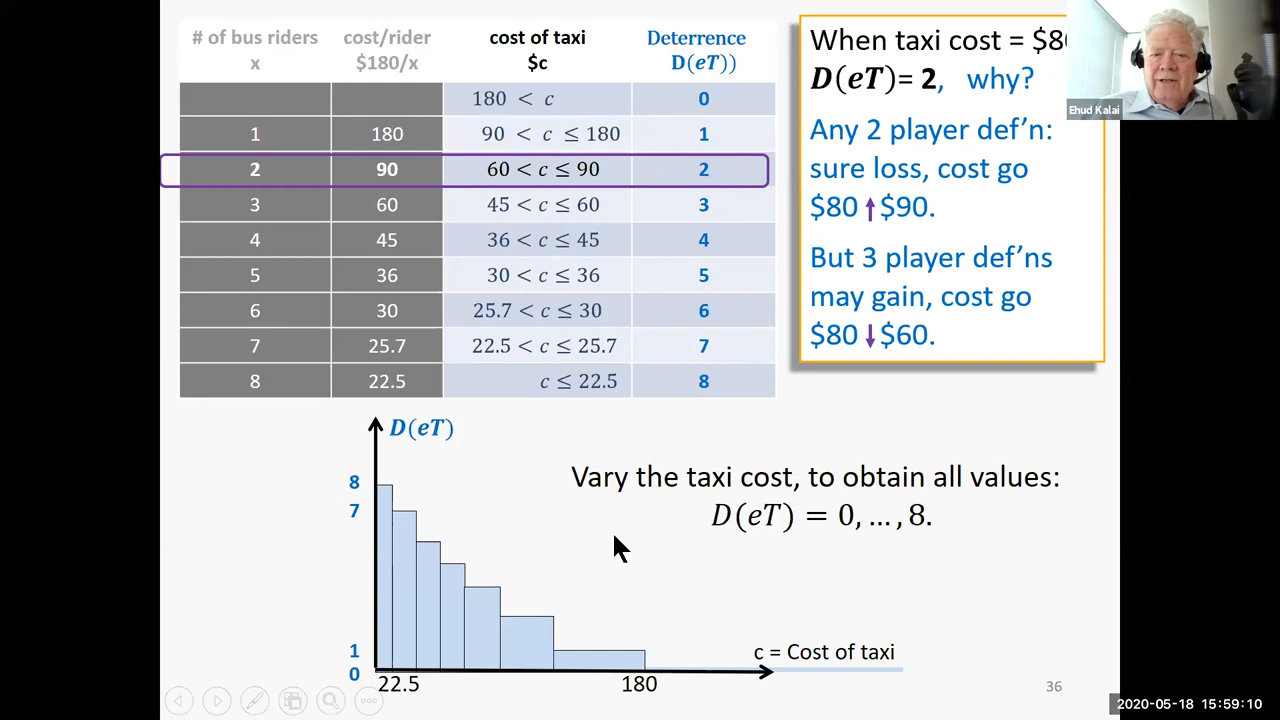 # of bus riders cost/rider cost of taxi Deterrence
x $180/x $c D(eT))
180 < c 0
1 180 90 < c ≤ 180 1
2 90 60 < c ≤ 90 2
3 60 45 < c ≤ 60 3
4 45 36 < c ≤ 45 4
5 36 30 < c ≤ 36 5
6 30 25.7 < c ≤ 30 6
7 25.7 22.5 < c ≤ 25.7 7
8 22.5 c ≤ 22.5 8
When taxi cost = $80
D(eT)= 2, why?
Any 2 player def’n:
sure loss, cost go
$80 ↑ $90.
But 3 player def’ns
may gain, cost go
$80 ↓ $60.
Ehud Kalai
D(eT)
8
7
1
0
22.5
180
c = Cost of taxi
Vary the taxi cost, to obtain all values:
D(eT) = 0, … , 8.
36
2020-05-18 15:59:10